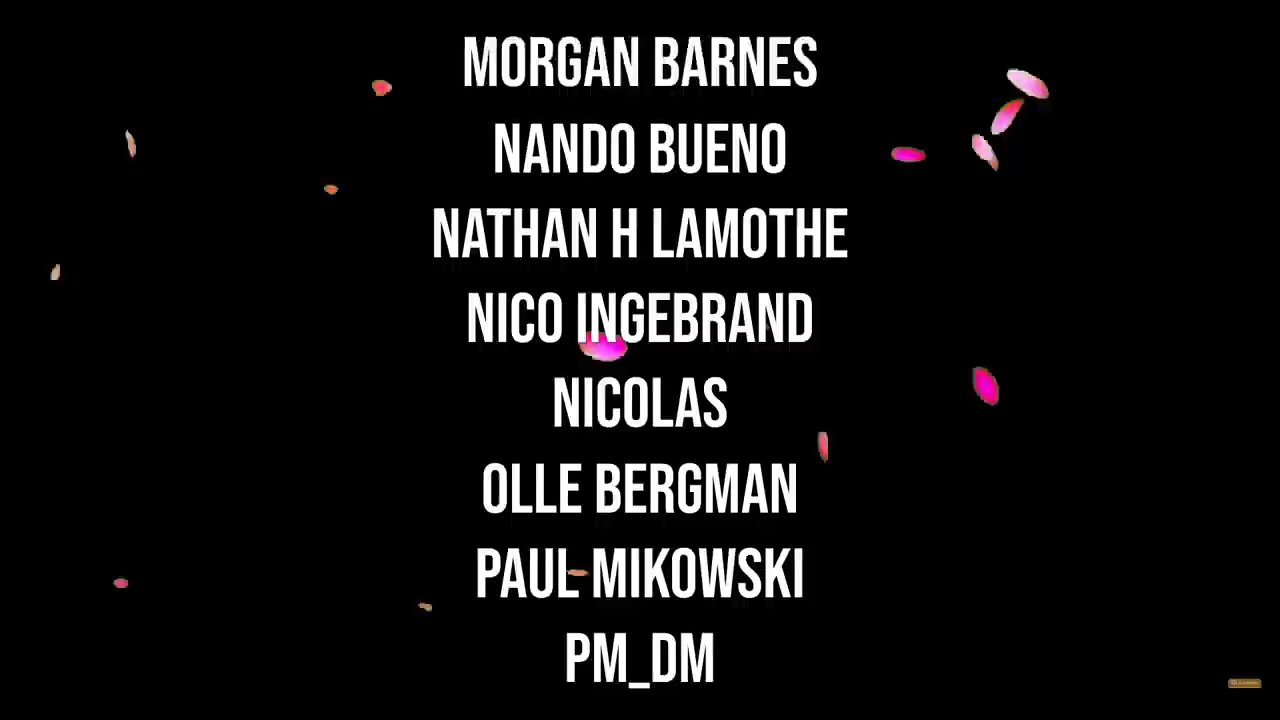 MORGAN BARNES
NANDO BUENO
NATHAN H LAMOTHE
NICO INGEBRAND
NICOLAS
OLLE BERGMAN
PAUL MIKOWSKI
PM_DM